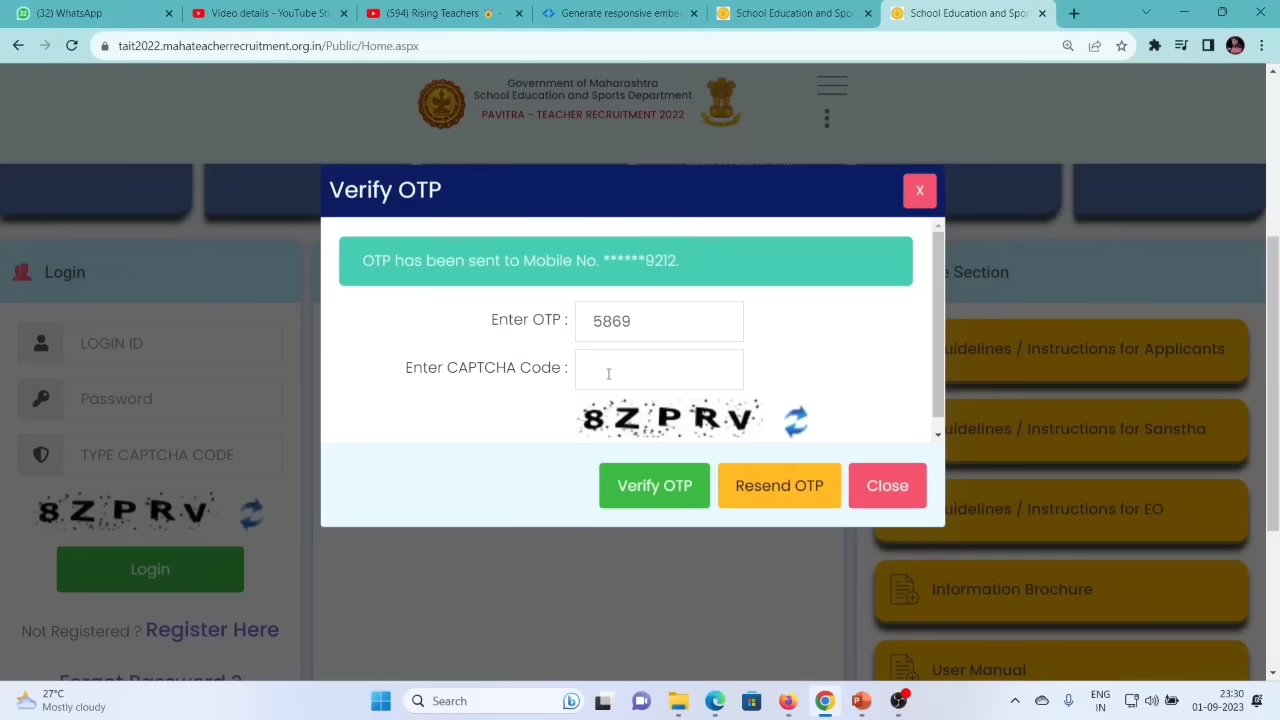 22
Video details - YouTube St
(594) Rising Teachers
Generate responsive embe
School Education and Spor
School Education and Spor
tait2022.mahateacherrecruitment.org.in/Public/Home.aspx
Government of Maharashtra
School Education and Sports Department
PAVITRA - TEACHER RECRUITMENT 2022
Verify OTP
X
OTP has been sent to Mobile No. ******9212.
Enter OTP :
5869
Enter CAPTCHA Code :
8ZPRV
Verify OTP
Resend OTP
Close
Login
LOGIN ID
Password
TYPE CAPTCHA CODE
8ZPRV
Login
Not Registered ? Register Here
Forgot Password ?
e Section
uidelines / Instructions for Applicants
uidelines / Instructions for Sanstha
uidelines / Instructions for EO
Information Brochure
User Manual
27°C
Mostly cloudy
Search
ENG
IN
23:30
01-09-2023